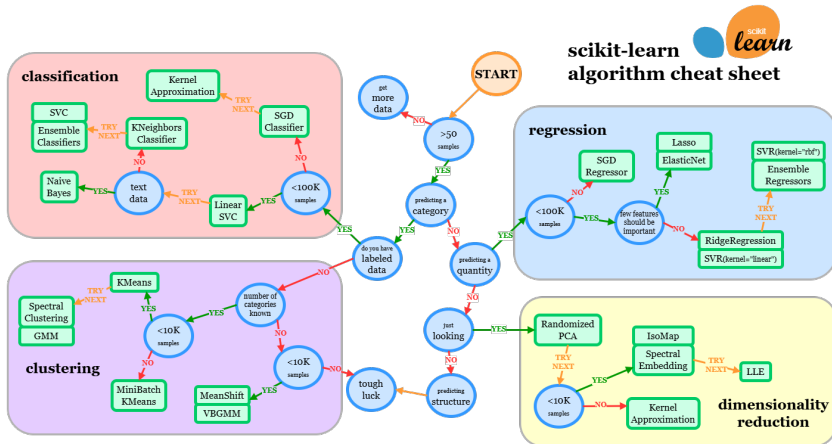 scikit-learn
algorithm cheat sheet
scikit
learn
START
get
more
data
NO
>50
samples
YES
predicting a
category
YES
NO
do you have
labeled
data
YES
NO
predicting a
quantity
YES
NO
just
looking
YES
NO
predicting
structure
tough
luck
classification
Kernel
Approximation
TRY
NEXT
SGD
Classifier
NO
<100K
samples
YES
Linear
SVC
TRY
NEXT
text
data
YES
Naive
Bayes
NO
KNeighbors
Classifier
TRY
NEXT
SVC
Ensemble
Classifiers
regression
<100K
samples
NO
SGD
Regressor
YES
few features
should be
important
YES
Lasso
ElasticNet
NO
RidgeRegression
SVR(kernel="linear")
TRY
NEXT
SVR(kernel="rbf")
Ensemble
Regressors
clustering
number of
categories
known
YES
<10K
samples
YES
KMeans
TRY
NEXT
Spectral
Clustering
GMM
NO
MiniBatch
KMeans
NO
<10K
samples
YES
MeanShift
VBGMM
NO
dimensionality
reduction
Randomized
PCA
TRY
NEXT
<10K
samples
YES
IsoMap
Spectral
Embedding
TRY
NEXT
LLE
NO
Kernel
Approximation